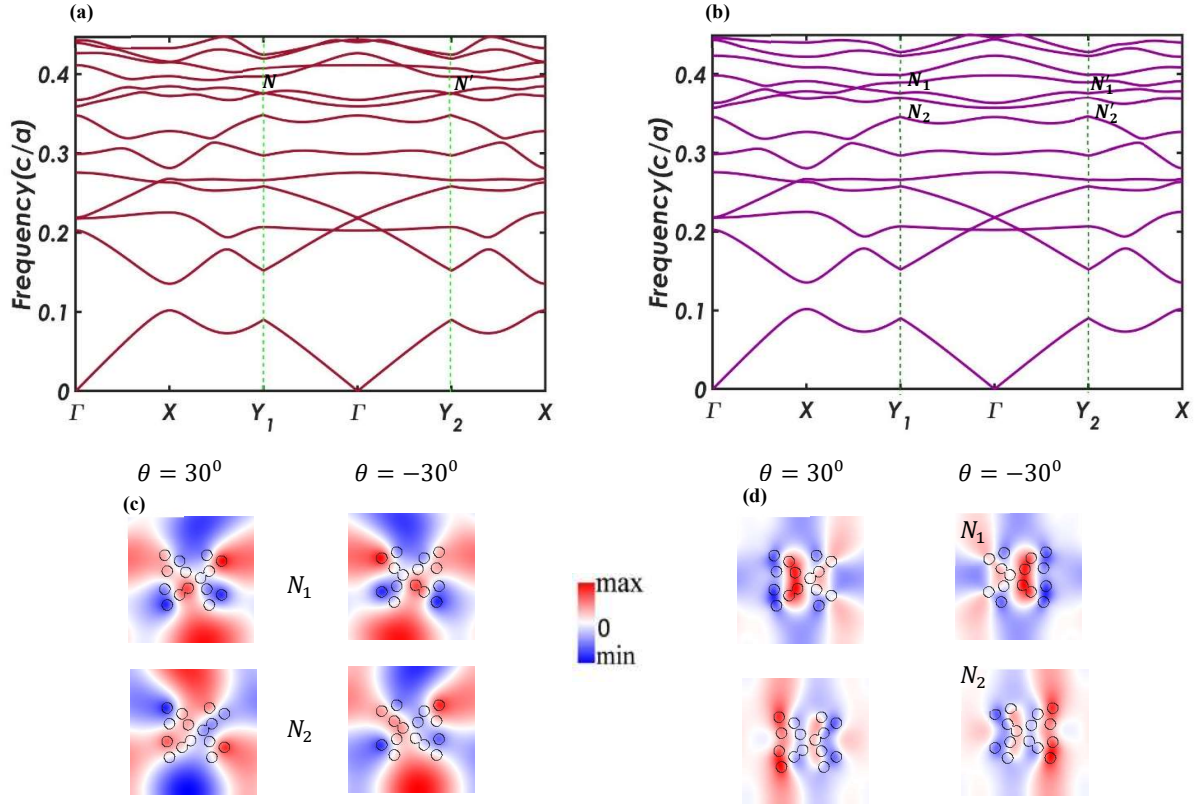 (a)
Frequency(c/a)
0.4
0.3
0.2
0.1
0
N
N′
Γ X Y₁ Γ Y₂ X
(b)
Frequency(c/a)
0.4
0.3
0.2
0.1
0
N₁
N₂
N′₁
N′₂
Γ X Y₁ Γ Y₂ X
θ = 30⁰ θ = −30⁰
(c)
N₁
N₂
max
0
min
θ = 30⁰ θ = −30⁰
(d)
N₁
N₂